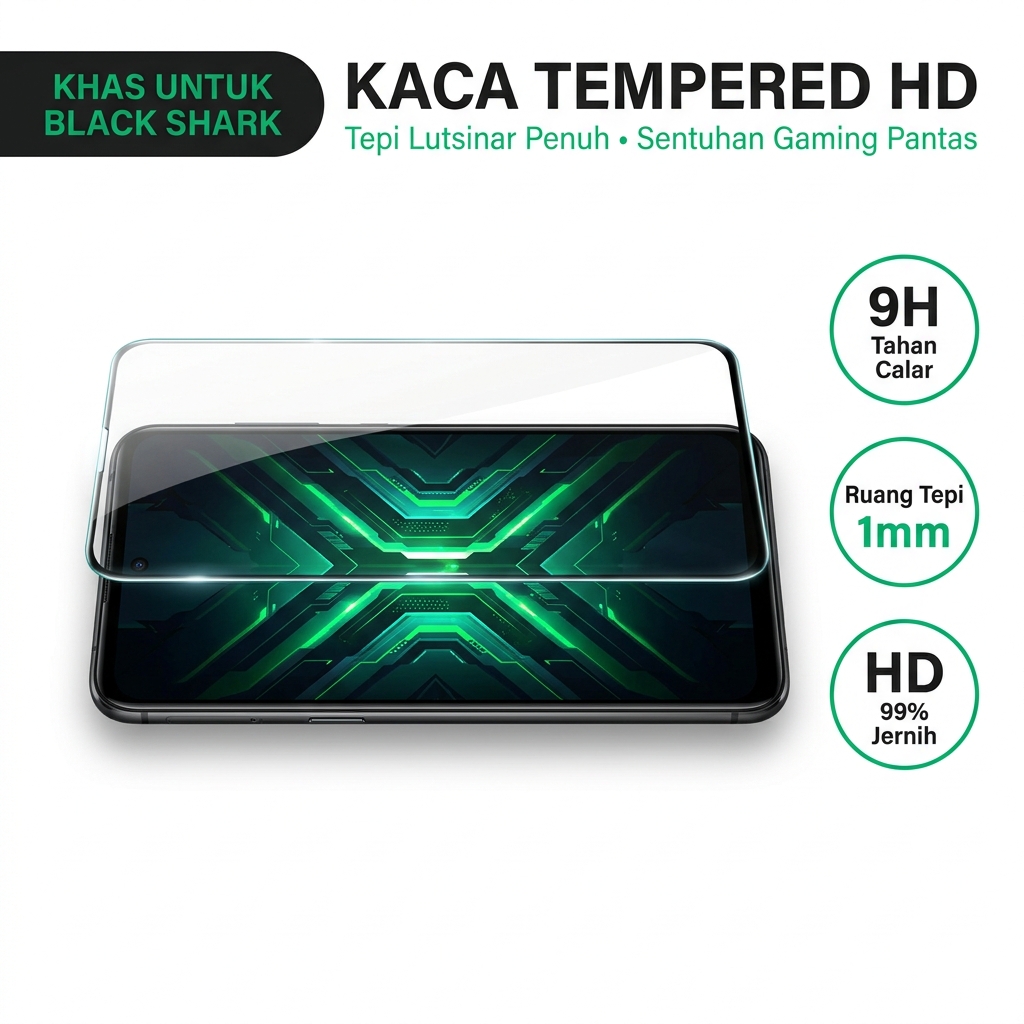 KHAS UNTUK
BLACK SHARK
KACA TEMPERED HD
Tepi Lutsinar Penuh • Sentuhan Gaming Pantas
9H
Tahan
Calar
Ruang Tepi
1mm
HD
99%
Jernih